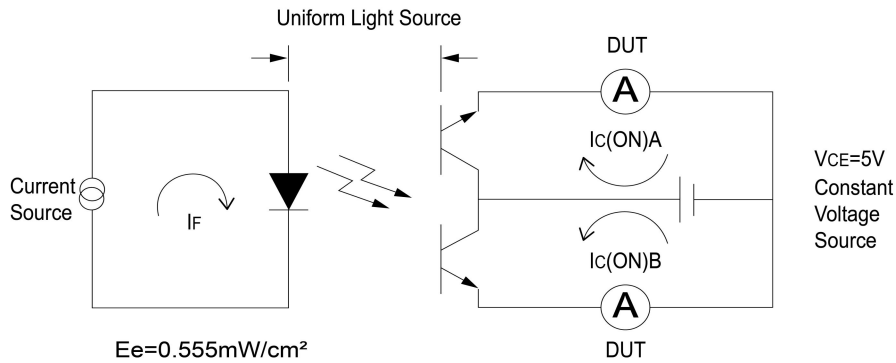 Uniform Light Source
DUT
A
IC(ON)A
Current
Source
IF
VCE=5V
Constant
Voltage
Source
IC(ON)B
A
Ee=0.555mW/cm²
DUT